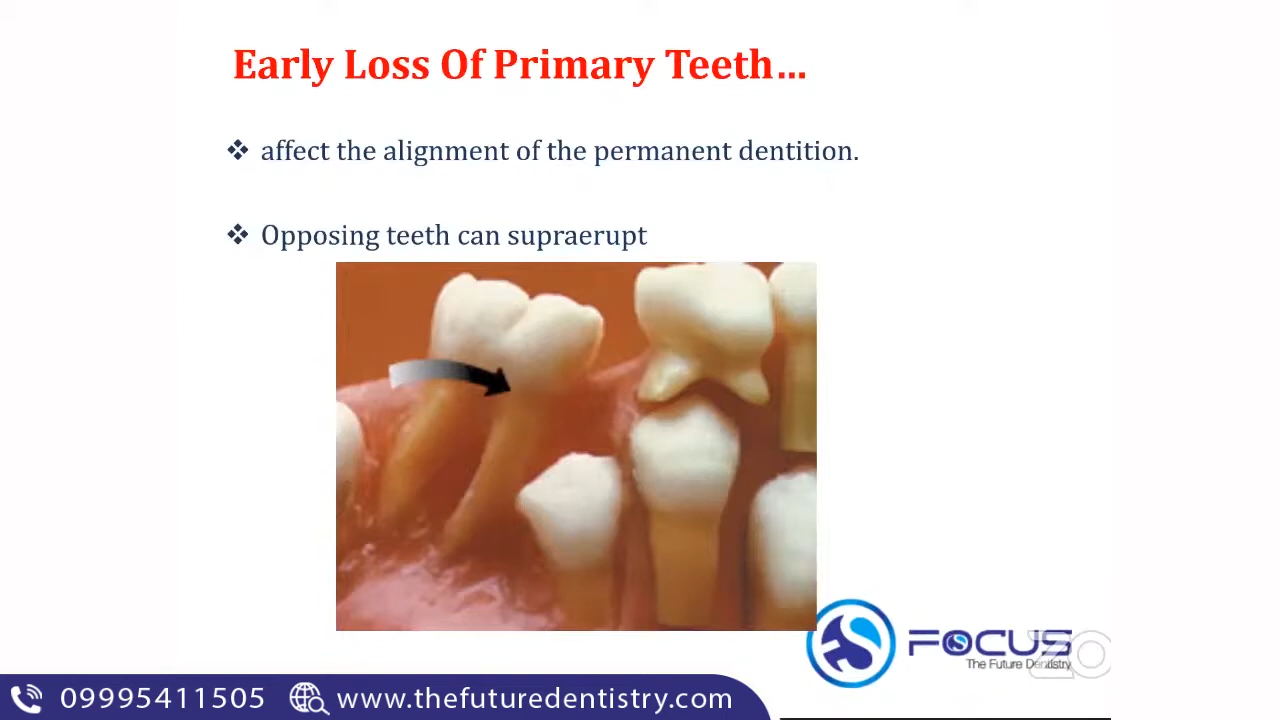 Early Loss Of Primary Teeth…
❖ affect the alignment of the permanent dentition.
❖ Opposing teeth can supraerupt
FOCUS
The Future Dentistry
09995411505 www.thefuturedentistry.com